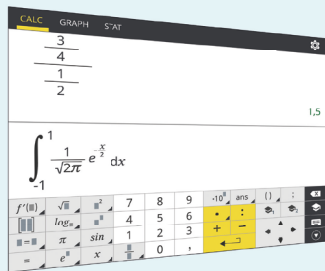 CALC GRAPH STAT
3
4
1
2
1,5
1
1
√2π e -x/2 dx
-1
f'(■) √■ ■² 7 8 9 ·10■ ans ( ) ;
log■ ■■ 4 5 6 • :
■=■ π sin 1 2 3 + −
= e■ x 0 ,